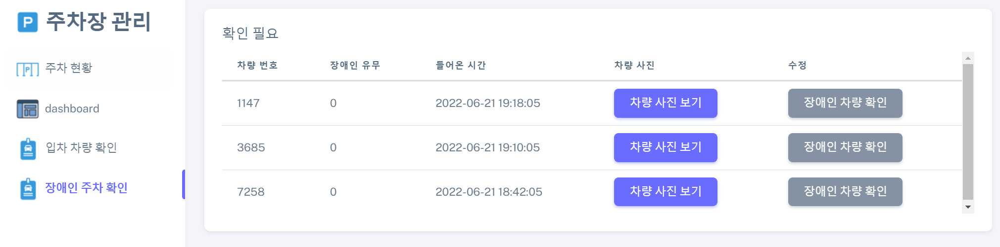 P 주차장 관리
P 주차 현황
dashboard
입차 차량 확인
장애인 주차 확인
확인 필요
차량 번호 장애인 유무 들어온 시간 차량 사진 수정
1147 0 2022-06-21 19:18:05 차량 사진 보기 장애인 차량 확인
3685 0 2022-06-21 19:10:05 차량 사진 보기 장애인 차량 확인
7258 0 2022-06-21 18:42:05 차량 사진 보기 장애인 차량 확인